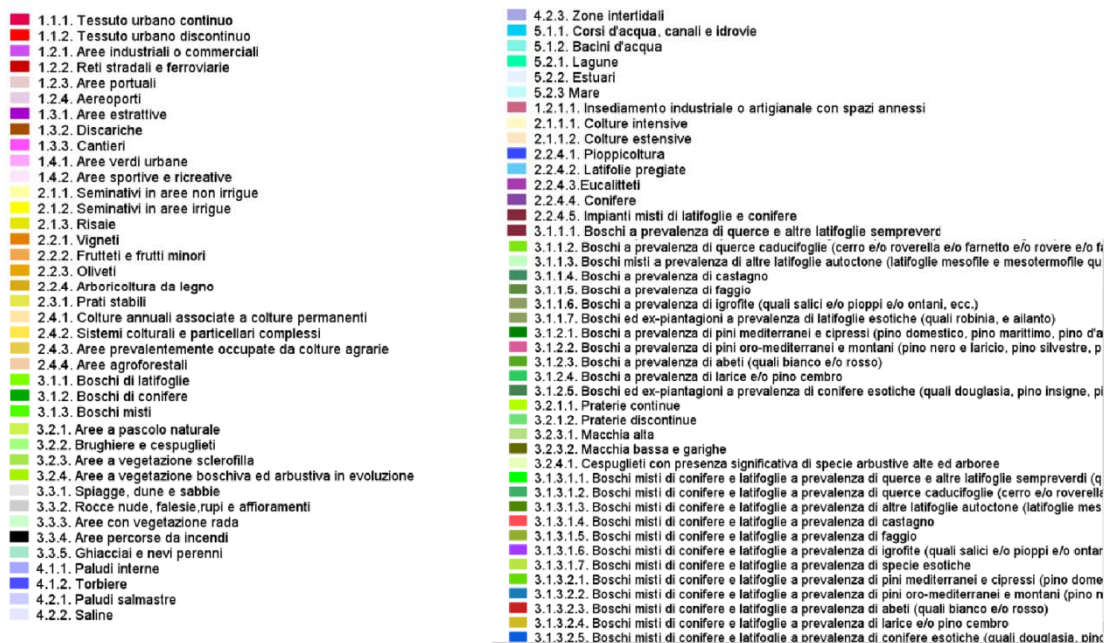 1.1.1. Tessuto urbano continuo
1.1.2. Tessuto urbano discontinuo
1.2.1. Aree industriali o commerciali
1.2.2. Reti stradali e ferroviarie
1.2.3. Aree portuali
1.2.4. Aereoporti
1.3.1. Aree estrattive
1.3.2. Discariche
1.3.3. Cantieri
1.4.1. Aree verdi urbane
1.4.2. Aree sportive e ricreative
2.1.1. Seminativi in aree non irrigue
2.1.2. Seminativi in aree irrigue
2.1.3. Risaie
2.2.1. Vigneti
2.2.2. Frutteti e frutti minori
2.2.3. Oliveti
2.2.4. Arboricoltura da legno
2.3.1. Prati stabili
2.4.1. Colture annuali associate a colture permanenti
2.4.2. Sistemi colturali e particellari complessi
2.4.3. Aree prevalentemente occupate da colture agrarie
2.4.4. Aree agroforestali
3.1.1. Boschi di latifoglie
3.1.2. Boschi di conifere
3.1.3. Boschi misti
3.2.1. Aree a pascolo naturale
3.2.2. Brughiere e cespuglieti
3.2.3. Aree a vegetazione sclerofilla
3.2.4. Aree a vegetazione boschiva ed arbustiva in evoluzione
3.3.1. Spiagge, dune e sabbie
3.3.2. Rocce nude, falesie,rupi e affioramenti
3.3.3. Aree con vegetazione rada
3.3.4. Aree percorse da incendi
3.3.5. Ghiacciai e nevi perenni
4.1.1. Paludi interne
4.1.2. Torbiere
4.2.1. Paludi salmastre
4.2.2. Saline
4.2.3. Zone intertidali
5.1.1. Corsi d'acqua, canali e idrovie
5.1.2. Bacini d'acqua
5.2.1. Lagune
5.2.2. Estuari
5.2.3 Mare
1.2.1.1. Insediamento industriale o artigianale con spazi annessi
2.1.1.1. Colture intensive
2.1.1.2. Colture estensive
2.2.4.1. Pioppicoltura
2.2.4.2. Latifolie pregiate
2.2.4.3.Eucalitteti
2.2.4.4. Conifere
2.2.4.5. Impianti misti di latifoglie e conifere
3.1.1.1. Boschi a prevalenza di querce e altre latifoglie sempreverd
3.1.1.2. Boschi a prevalenza di querce caducifoglie (cerro e/o roverella e/o farnetto e/o rovere e/o fa
3.1.1.3. Boschi misti a prevalenza di altre latifoglie autoctone (latifoglie mesofile e mesotermofile qu
3.1.1.4. Boschi a prevalenza di castagno
3.1.1.5. Boschi a prevalenza di faggio
3.1.1.6. Boschi a prevalenza di igrofite (quali salici e/o pioppi e/o ontani, ecc.)
3.1.1.7. Boschi ed ex-piantagioni a prevalenza di latifoglie esotiche (quali robinia, e ailanto)
3.1.2.1. Boschi a prevalenza di pini mediterranei e cipressi (pino domestico, pino marittimo, pino d'a
3.1.2.2. Boschi a prevalenza di pini oro-mediterranei e montani (pino nero e laricio, pino silvestre, p
3.1.2.3. Boschi a prevalenza di abeti (quali bianco e/o rosso)
3.1.2.4. Boschi a prevalenza di larice e/o pino cembro
3.1.2.5. Boschi ed ex-piantagioni a prevalenza di conifere esotiche (quali douglasia, pino insigne, pi
3.2.1.1. Praterie continue
3.2.1.2. Praterie discontinue
3.2.3.1. Macchia alta
3.2.3.2. Macchia bassa e garighe
3.2.4.1. Cespuglieti con presenza significativa di specie arbustive alte ed arboree
3.1.3.1.1. Boschi misti di conifere e latifoglie a prevalenza di querce e altre latifoglie sempreverdi (q
3.1.3.1.2. Boschi misti di conifere e latifoglie a prevalenza di querce caducifoglie (cerro e/o roverella
3.1.3.1.3. Boschi misti di conifere e latifoglie a prevalenza di altre latifoglie autoctone (latifoglie mes
3.1.3.1.4. Boschi misti di conifere e latifoglie a prevalenza di castagno
3.1.3.1.5. Boschi misti di conifere e latifoglie a prevalenza di faggio
3.1.3.1.6. Boschi misti di conifere e latifoglie a prevalenza di igrofite (quali salici e/o pioppi e/o ontan
3.1.3.1.7. Boschi misti di conifere e latifoglie a prevalenza di specie esotiche
3.1.3.2.1. Boschi misti di conifere e latifoglie a prevalenza di pini mediterranei e cipressi (pino dome
3.1.3.2.2. Boschi misti di conifere e latifoglie a prevalenza di pini oro-mediterranei e montani (pino n
3.1.3.2.3. Boschi misti di conifere e latifoglie a prevalenza di abeti (quali bianco e/o rosso)
3.1.3.2.4. Boschi misti di conifere e latifoglie a prevalenza di larice e/o pino cembro
3.1.3.2.5. Boschi misti di conifere e latifoglie a prevalenza di conifere esotiche (quali douglasia, pino